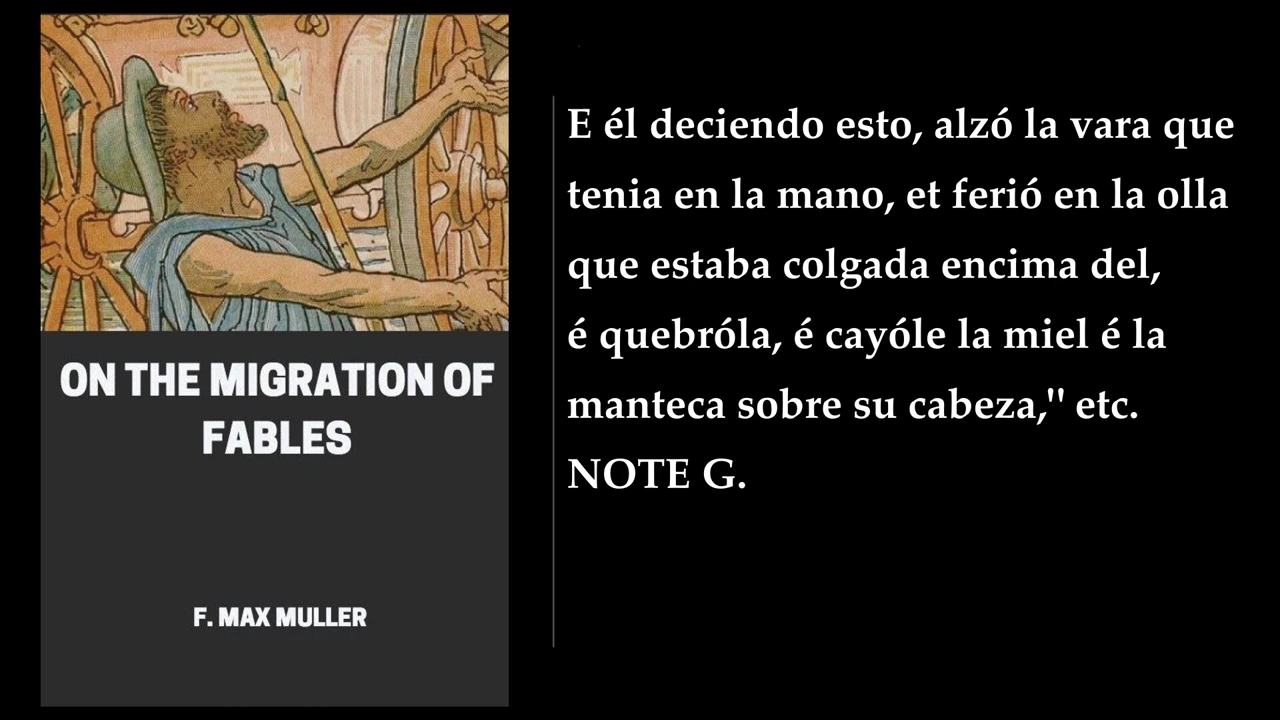 ON THE MIGRATION OF
FABLES
F. MAX MULLER
E él deciendo esto, alzó la vara que
tenia en la mano, et ferió en la olla
que estaba colgada encima del,
é quebróla, é cayóle la miel é la
manteca sobre su cabeza," etc.
NOTE G.